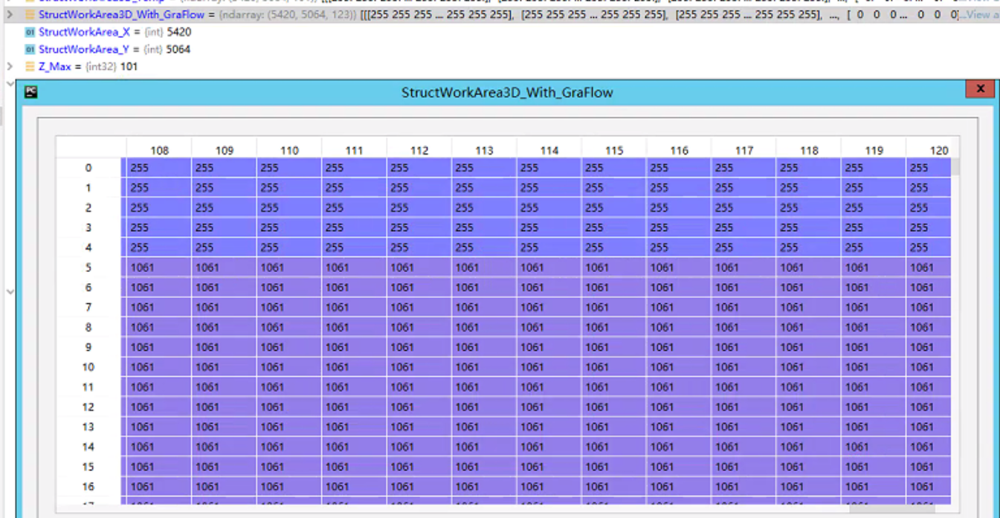 StructWorkArea3D_With_GraFlow = {ndarray: (5420, 5064, 123)} [[[255 255 255 ... 255 255 255], [255 255 255 ... 255 255 255], [255 255 255 ... 255 255 255], ..., [ 0 0 0 ... 0 0 0]...View a
01 StructWorkArea_X = {int} 5420
01 StructWorkArea_Y = {int} 5064
Z_Max = {int32} 101
PC StructWorkArea3D_With_GraFlow x
108 109 110 111 112 113 114 115 116 117 118 119 120
0 255 255 255 255 255 255 255 255 255 255 255 255 255
1 255 255 255 255 255 255 255 255 255 255 255 255 255
2 255 255 255 255 255 255 255 255 255 255 255 255 255
3 255 255 255 255 255 255 255 255 255 255 255 255 255
4 255 255 255 255 255 255 255 255 255 255 255 255 255
5 1061 1061 1061 1061 1061 1061 1061 1061 1061 1061 1061 1061 1061
6 1061 1061 1061 1061 1061 1061 1061 1061 1061 1061 1061 1061 1061
7 1061 1061 1061 1061 1061 1061 1061 1061 1061 1061 1061 1061 1061
8 1061 1061 1061 1061 1061 1061 1061 1061 1061 1061 1061 1061 1061
9 1061 1061 1061 1061 1061 1061 1061 1061 1061 1061 1061 1061 1061
10 1061 1061 1061 1061 1061 1061 1061 1061 1061 1061 1061 1061 1061
11 1061 1061 1061 1061 1061 1061 1061 1061 1061 1061 1061 1061 1061
12 1061 1061 1061 1061 1061 1061 1061 1061 1061 1061 1061 1061 1061
13 1061 1061 1061 1061 1061 1061 1061 1061 1061 1061 1061 1061 1061
14 1061 1061 1061 1061 1061 1061 1061 1061 1061 1061 1061 1061 1061
15 1061 1061 1061 1061 1061 1061 1061 1061 1061 1061 1061 1061 1061
16 1061 1061 1061 1061 1061 1061 1061 1061 1061 1061 1061 1061 1061